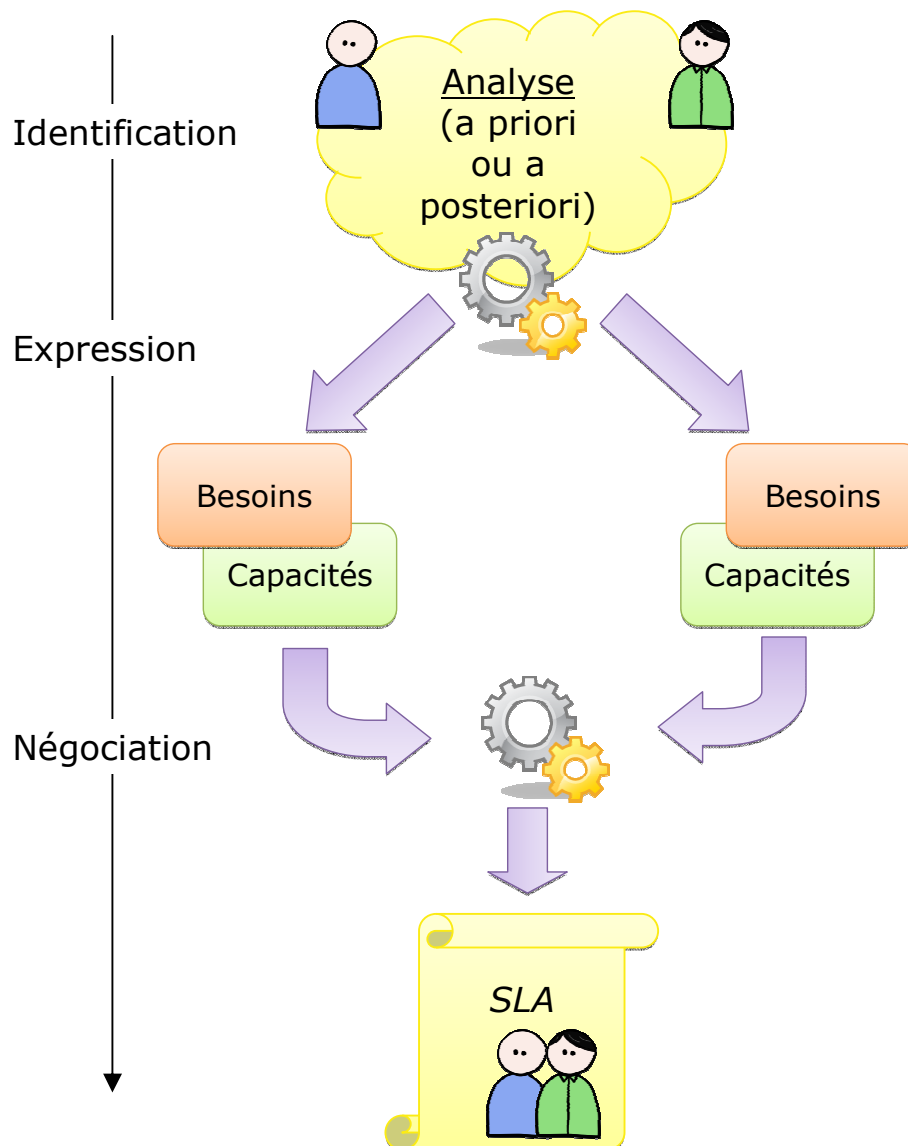 Analyse
(a priori
ou a
posteriori)
Identification
Expression
Besoins
Capacités
Besoins
Capacités
Négociation
SLA